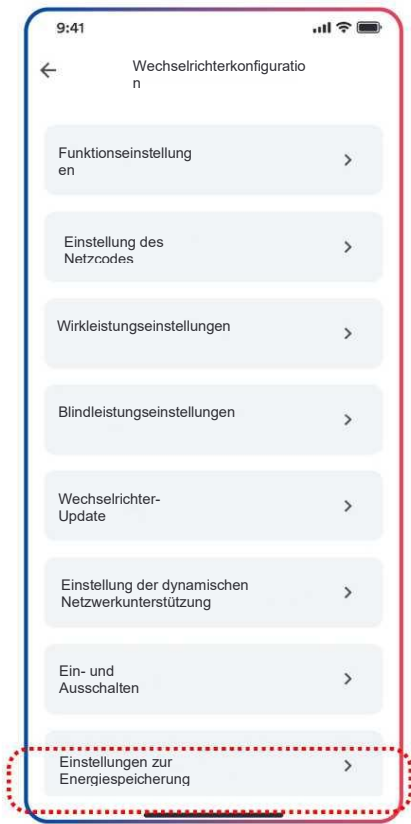 9:41
Wechselrichterkonfiguratio
n
Funktionseinstellung
en
Einstellung des
Netzcodes
Wirkleistungseinstellungen
Blindleistungseinstellungen
Wechselrichter-
Update
Einstellung der dynamischen
Netzwerkunterstützung
Ein- und
Ausschalten
Einstellungen zur
Energiespeicherung